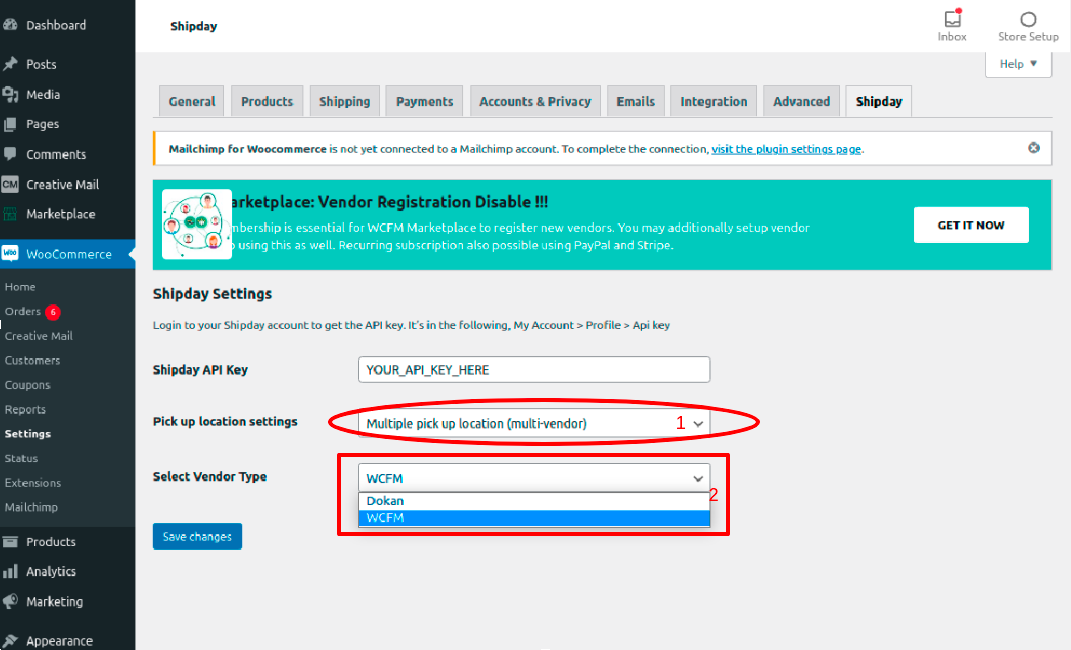 Dashboard
Posts
Media
Pages
Comments
CM Creative Mail
Marketplace
Woo WooCommerce
Home
Orders 6
Creative Mail
Customers
Coupons
Reports
Settings
Status
Extensions
Mailchimp
Products
Analytics
Marketing
Appearance
Shipday
Inbox
Store Setup
Help ▼
General Products Shipping Payments Accounts & Privacy Emails Integration Advanced Shipday
Mailchimp for Woocommerce is not yet connected to a Mailchimp account. To complete the connection, visit the plugin settings page.
arketplace: Vendor Registration Disable !!!
mbership is essential for WCFM Marketplace to register new vendors. You may additionally setup vendor
using this as well. Recurring subscription also possible using PayPal and Stripe.
GET IT NOW
Shipday Settings
Login to your Shipday account to get the API key. It's in the following, My Account > Profile > Api key
Shipday API Key YOUR_API_KEY_HERE
Pick up location settings Multiple pick up location (multi-vendor) 1
Select Vendor Type WCFM
2
Dokan
WCFM
Save changes